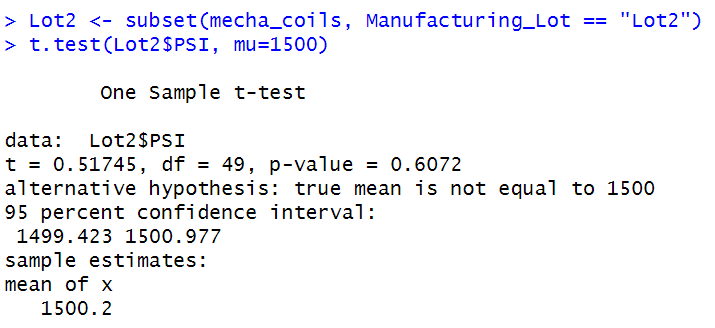 > Lot2 <- subset(mecha_coils, Manufacturing_Lot == "Lot2")
> t.test(Lot2$PSI, mu=1500)
One Sample t-test
data:  Lot2$PSI
t = 0.51745, df = 49, p-value = 0.6072
alternative hypothesis: true mean is not equal to 1500
95 percent confidence interval:
1499.423 1500.977
sample estimates:
mean of x
1500.2